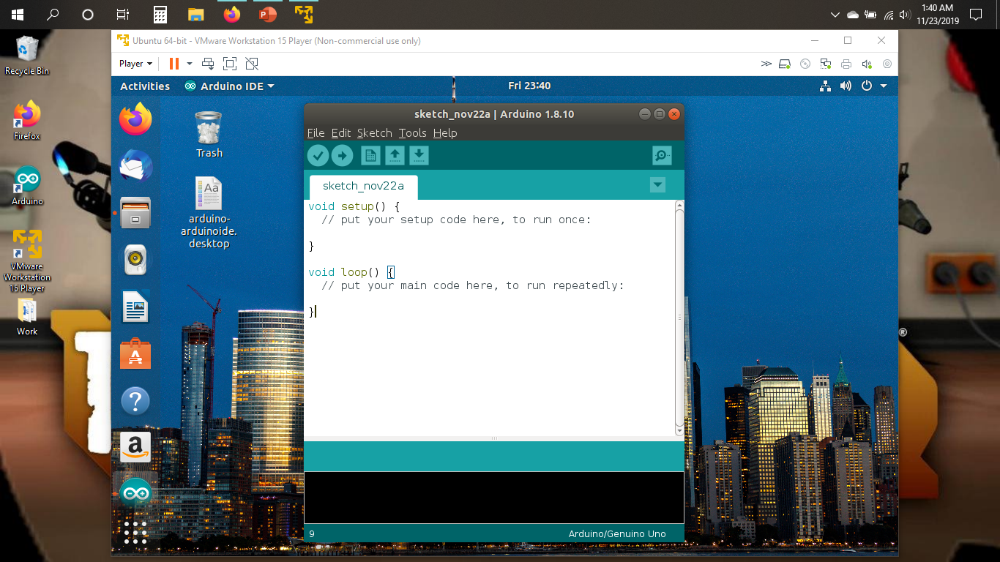 1:40 AM
11/23/2019
Recycle Bin
Firefox
Arduino
VMware
Workstation
15 Player
Work
Ubuntu 64-bit - VMware Workstation 15 Player (Non-commercial use only)
Player
Activities
Arduino IDE
Fri 23:40
Trash
Aa
arduino-
arduinoide.
desktop
sketch_nov22a | Arduino 1.8.10
File Edit Sketch Tools Help
sketch_nov22a
void setup() {
// put your setup code here, to run once:
}
void loop() {
// put your main code here, to run repeatedly:
}
9
Arduino/Genuino Uno
®